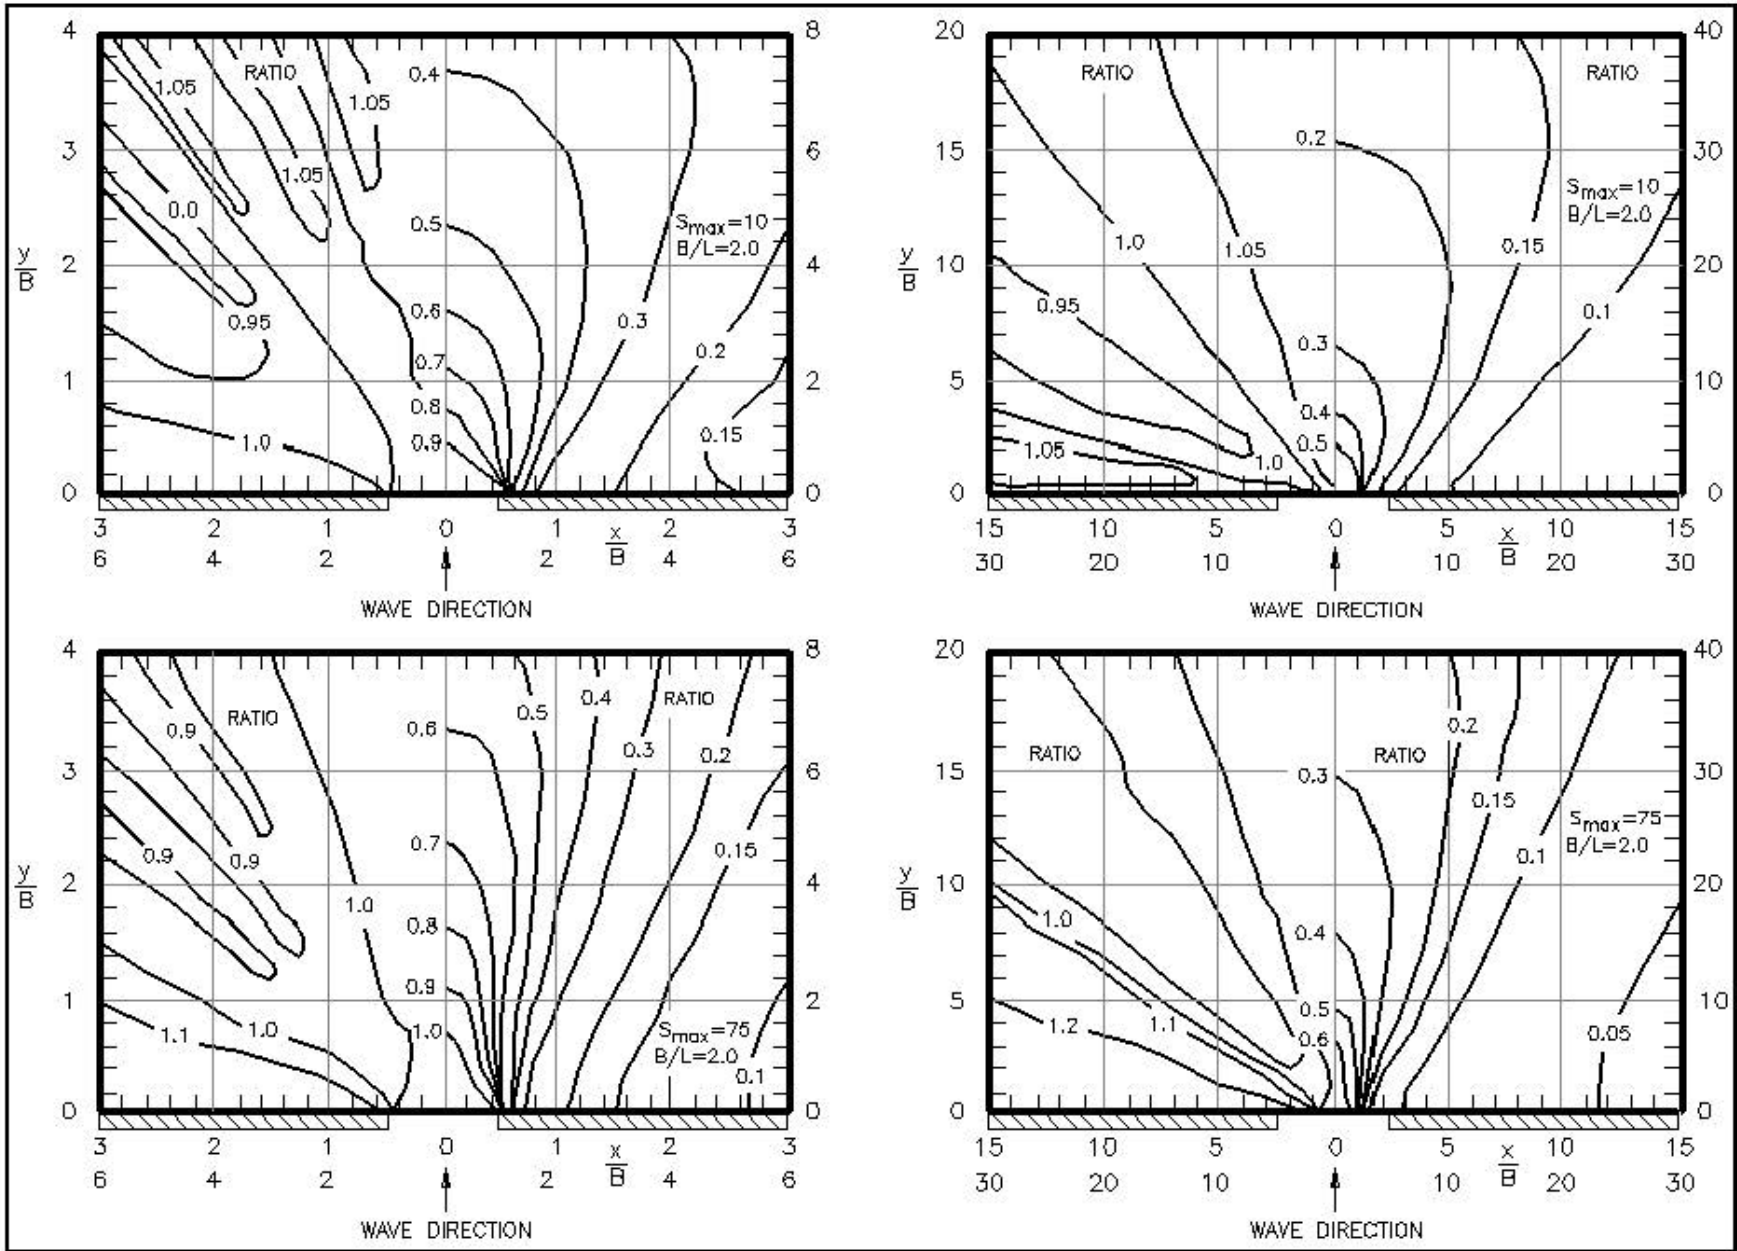 4 8 20 40
RATIO 0.4 RATIO RATIO
1.05 1.05
3 6 15 0.2 30
1.05
0.0 0.5 Smax=10 Smax=10
B/L=2.0 B/L=2.0
y/B 2 4 y/B 10 1.0 1.05 0.15 20
0.95 0.6 0.3 0.95 0.1
0.7 0.2 0.3
1 2 5 10
0.8 0.4
1.0 0.9 0.15 1.05 1.0 0.5
0 0 0 0
3 2 1 0 1 x/B 2 3 15 10 5 0 5 x/B 10 15
6 4 2 2 4 6 30 20 10 10 20 30
WAVE DIRECTION WAVE DIRECTION
4 8 20 40
RATIO 0.5 0.4 RATIO
0.9 0.6 0.2
0.3 0.2 RATIO RATIO
3 6 15 0.3 30
0.15
Smax=75
0.9 0.9 0.7 0.15 0.1 B/L=2.0
y/B 2 4 y/B 10 20
1.0 0.8 1.0 0.4
0.9
1 2 5 0.5 10
1.1 1.0 1.0 Smax=75 1.2 1.1 0.6 0.05
B/L=2.0
0.1
0 0 0 0
3 2 1 0 1 x/B 2 3 15 10 5 0 5 x/B 10 15
6 4 2 2 4 6 30 20 10 10 20 30
WAVE DIRECTION WAVE DIRECTION